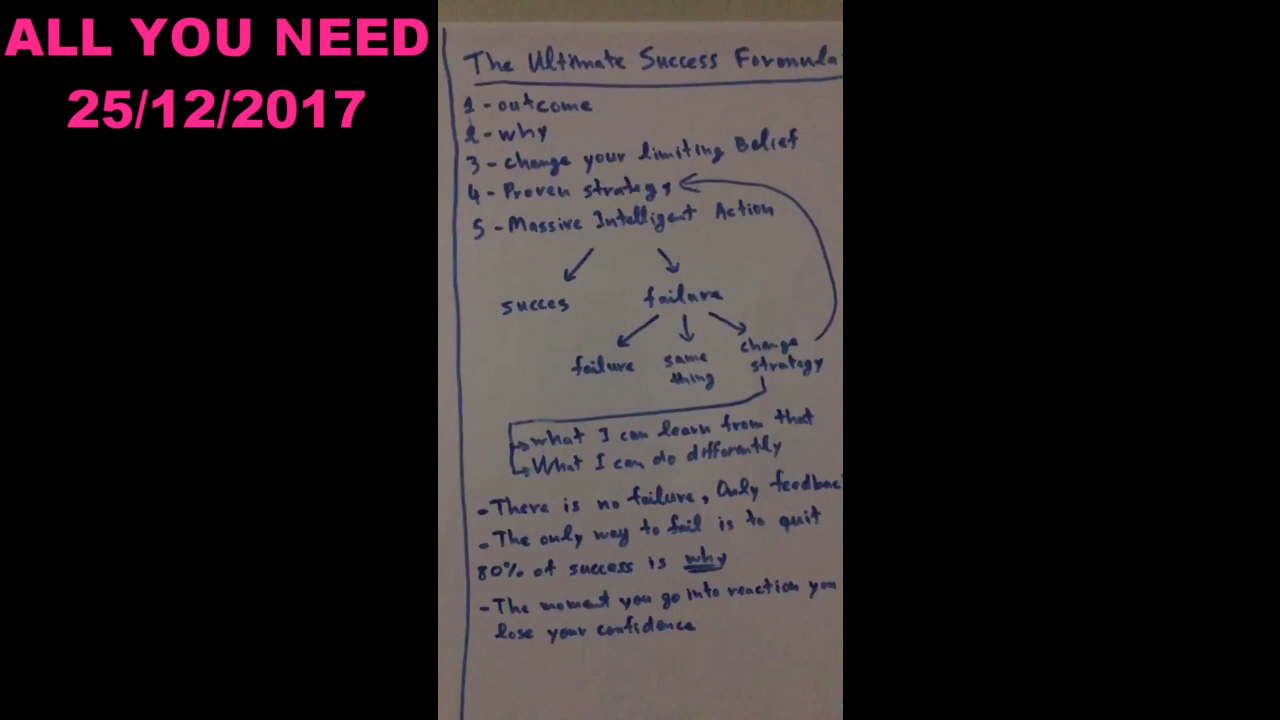 ALL YOU NEED
25/12/2017
The Ultimate Success Formula
1 - outcome
2 - why
3 - change your limiting Belief
4 - Proven strategy
5 - Massive Intelligent Action
succes failure
failure same thing change strategy
what I can learn from that
What I can do differently
- There is no failure, Only feedbac
- The only way to fail is to quit
80% of success is why
- The moment you go into reaction you
lose your confidence